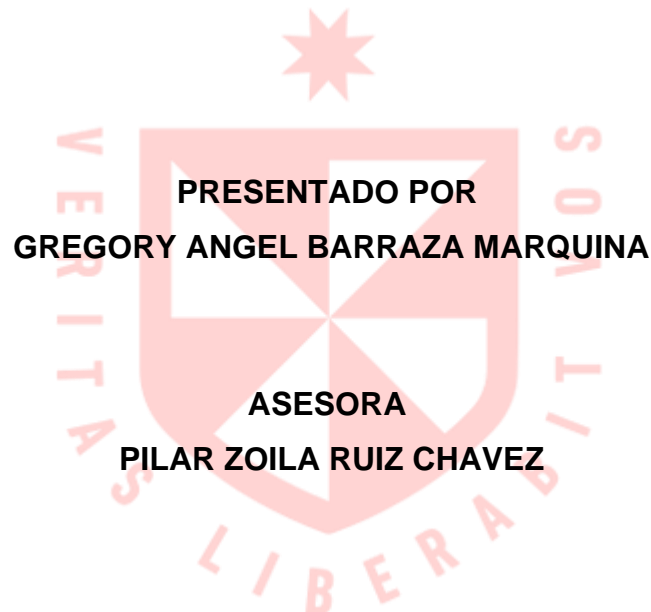 PRESENTADO POR
GREGORY ANGEL BARRAZA MARQUINA
ASESORA
PILAR ZOILA RUIZ CHAVEZ
VERITAS LIBERABIT VOS